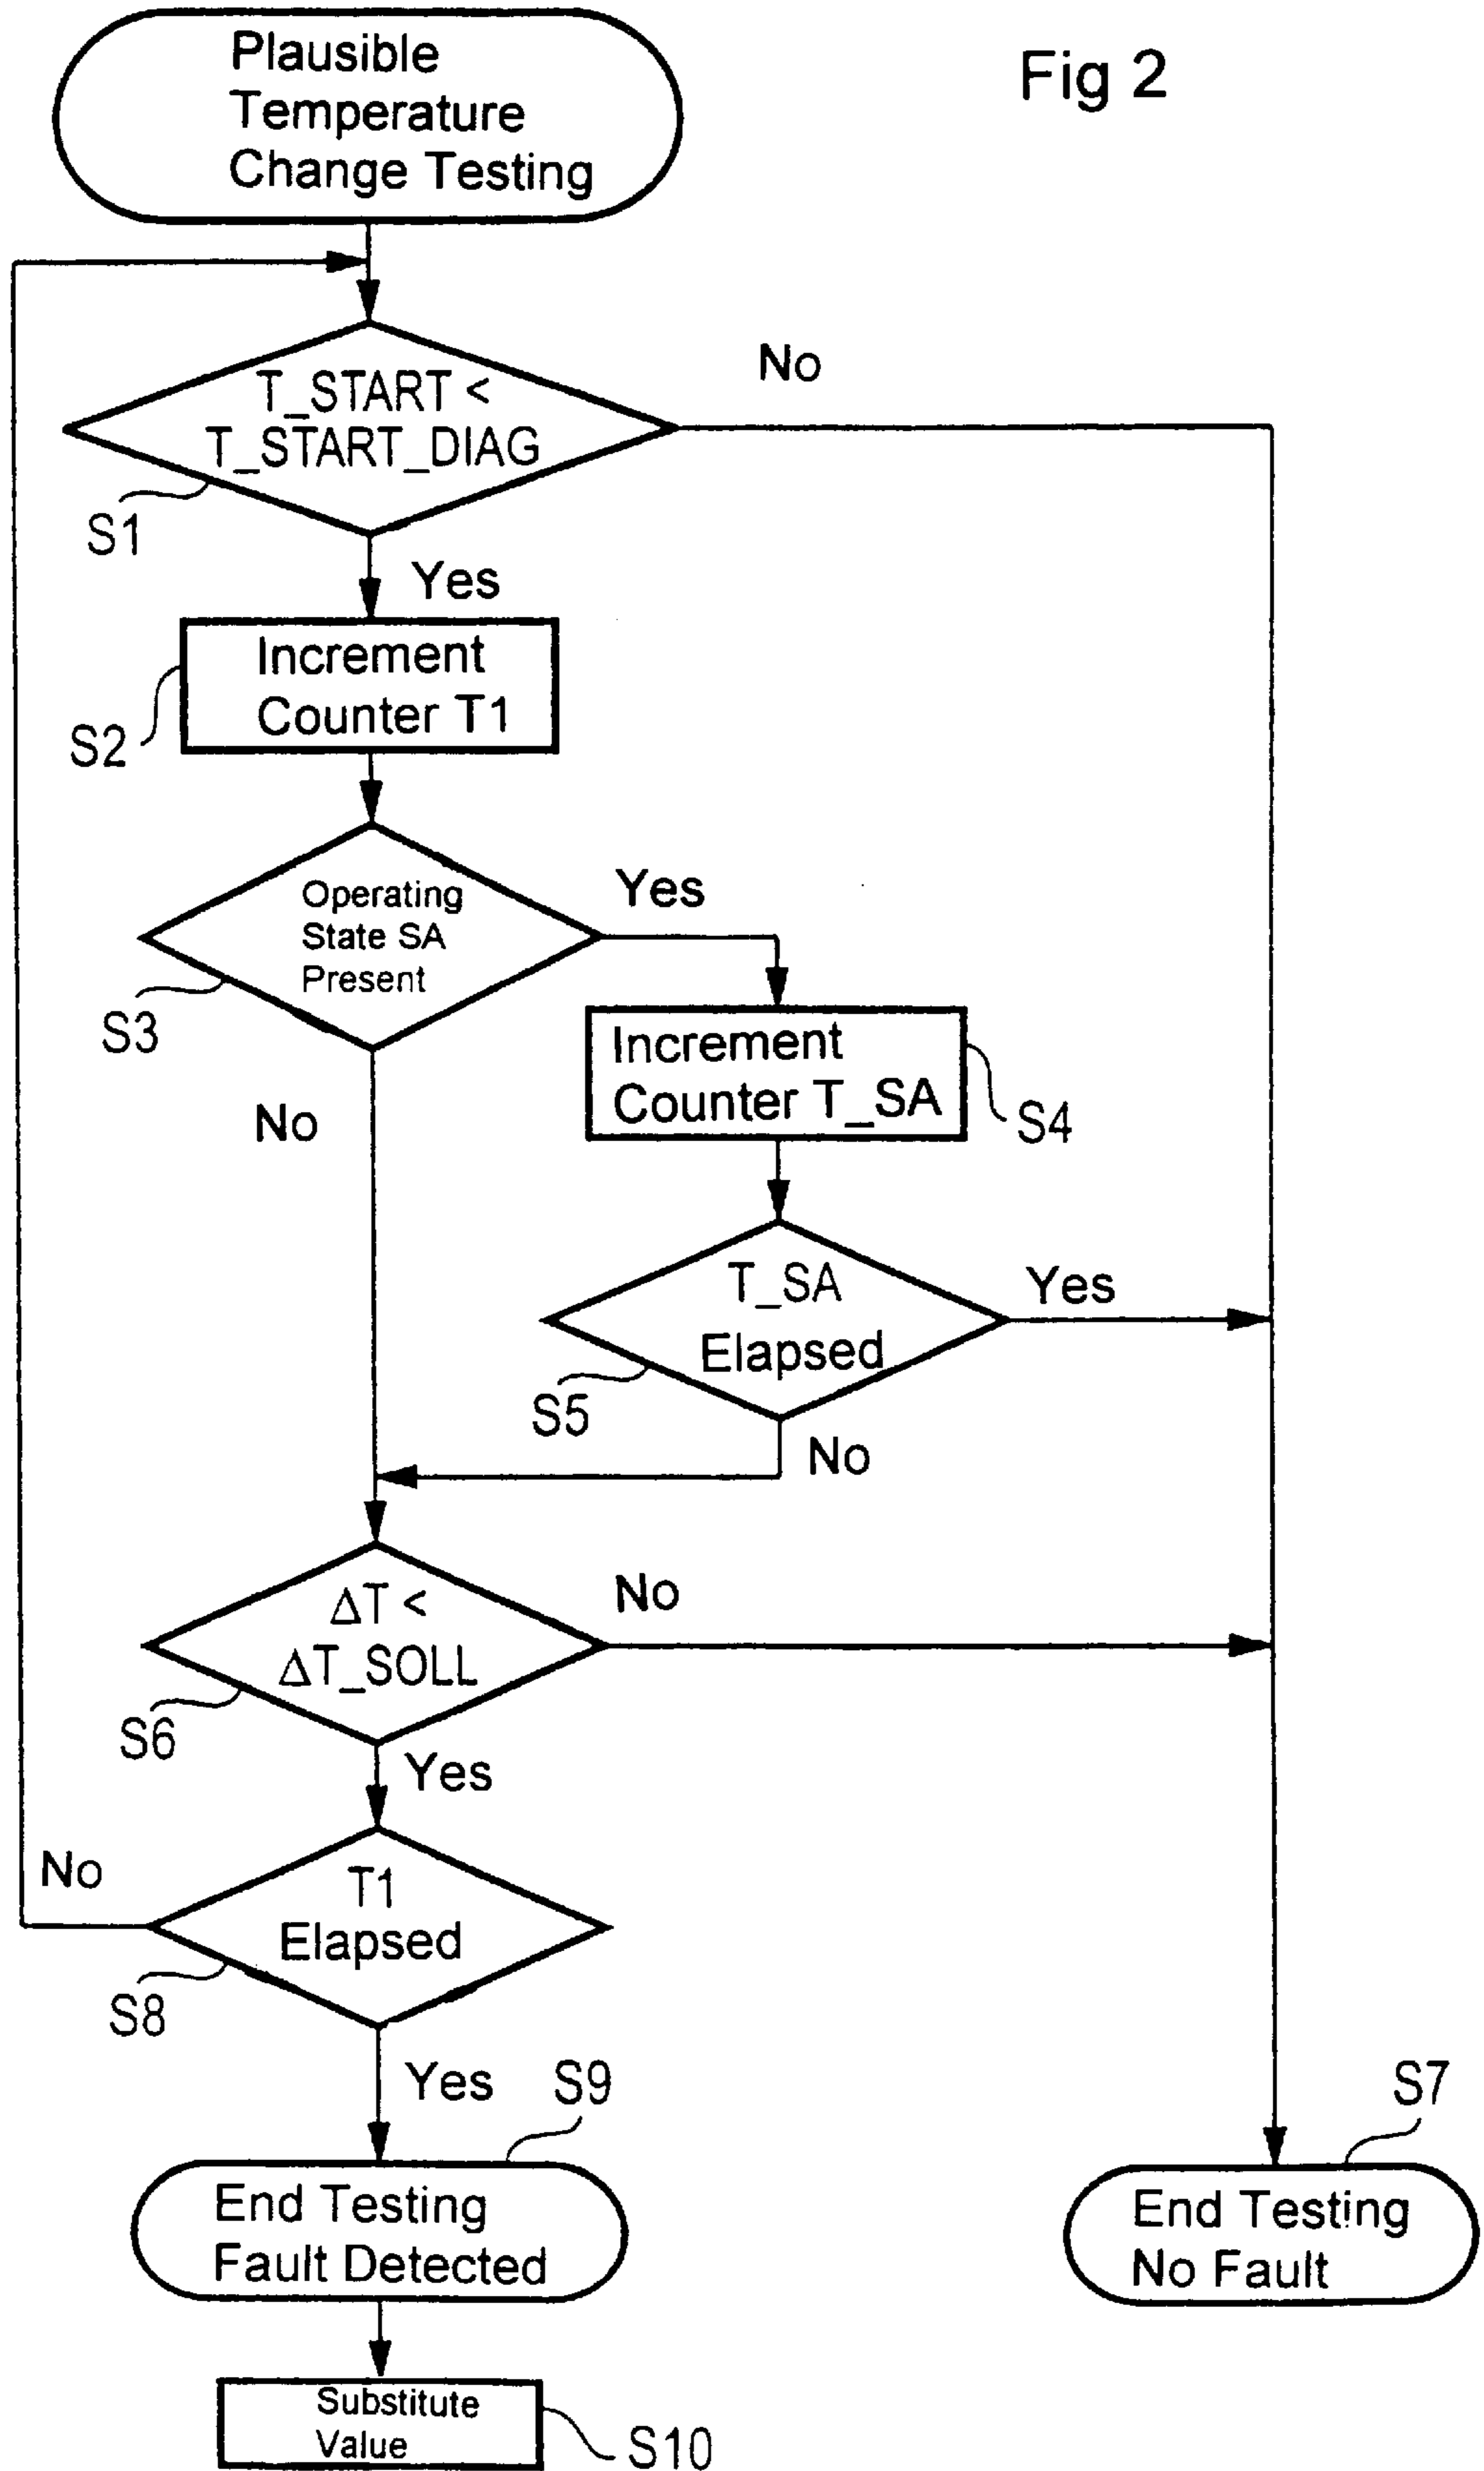 Plausible
Temperature
Change Testing
Fig 2
T_START <
T_START_DIAG
No
S1
Yes
Increment
Counter T1
S2
Operating
State SA
Present
Yes
S3
No
Increment
Counter T_SA
S4
T_SA
Elapsed
Yes
S5
No
ΔT <
ΔT_SOLL
No
S6
Yes
T1
Elapsed
No
S8
Yes
S9
S7
End Testing
Fault Detected
End Testing
No Fault
Substitute
Value
S10